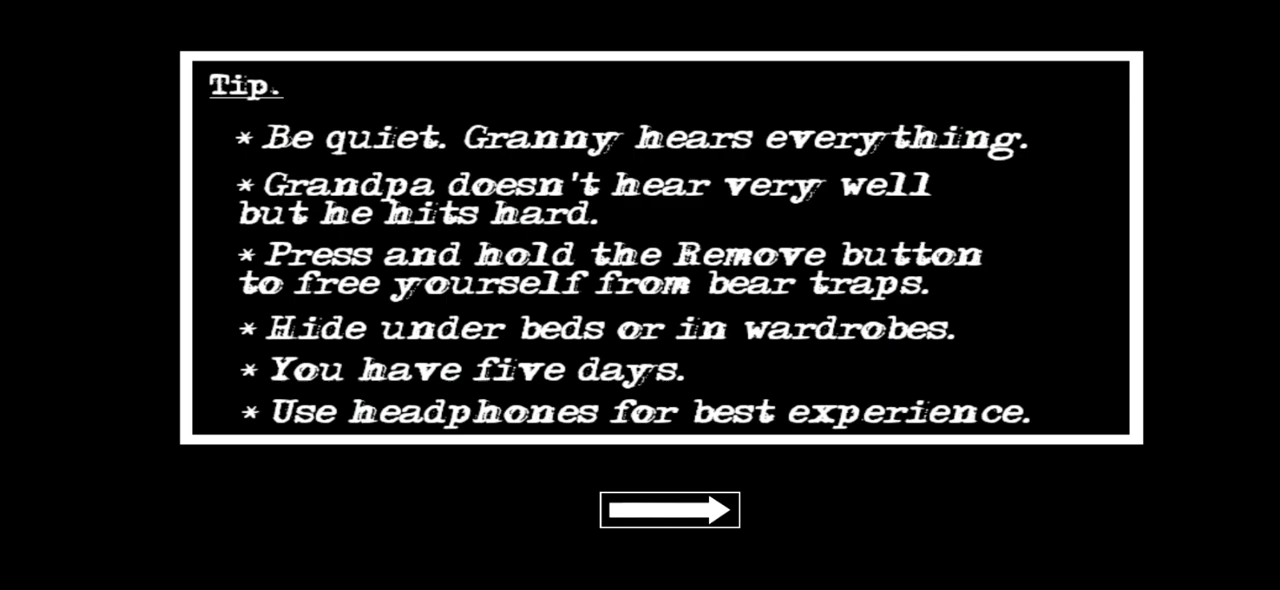 Tip.
* Be quiet. Granny hears everything.
* Grandpa doesn't hear very well
but he hits hard.
* Press and hold the Remove button
to free yourself from bear traps.
* Hide under beds or in wardrobes.
* You have five days.
* Use headphones for best experience.